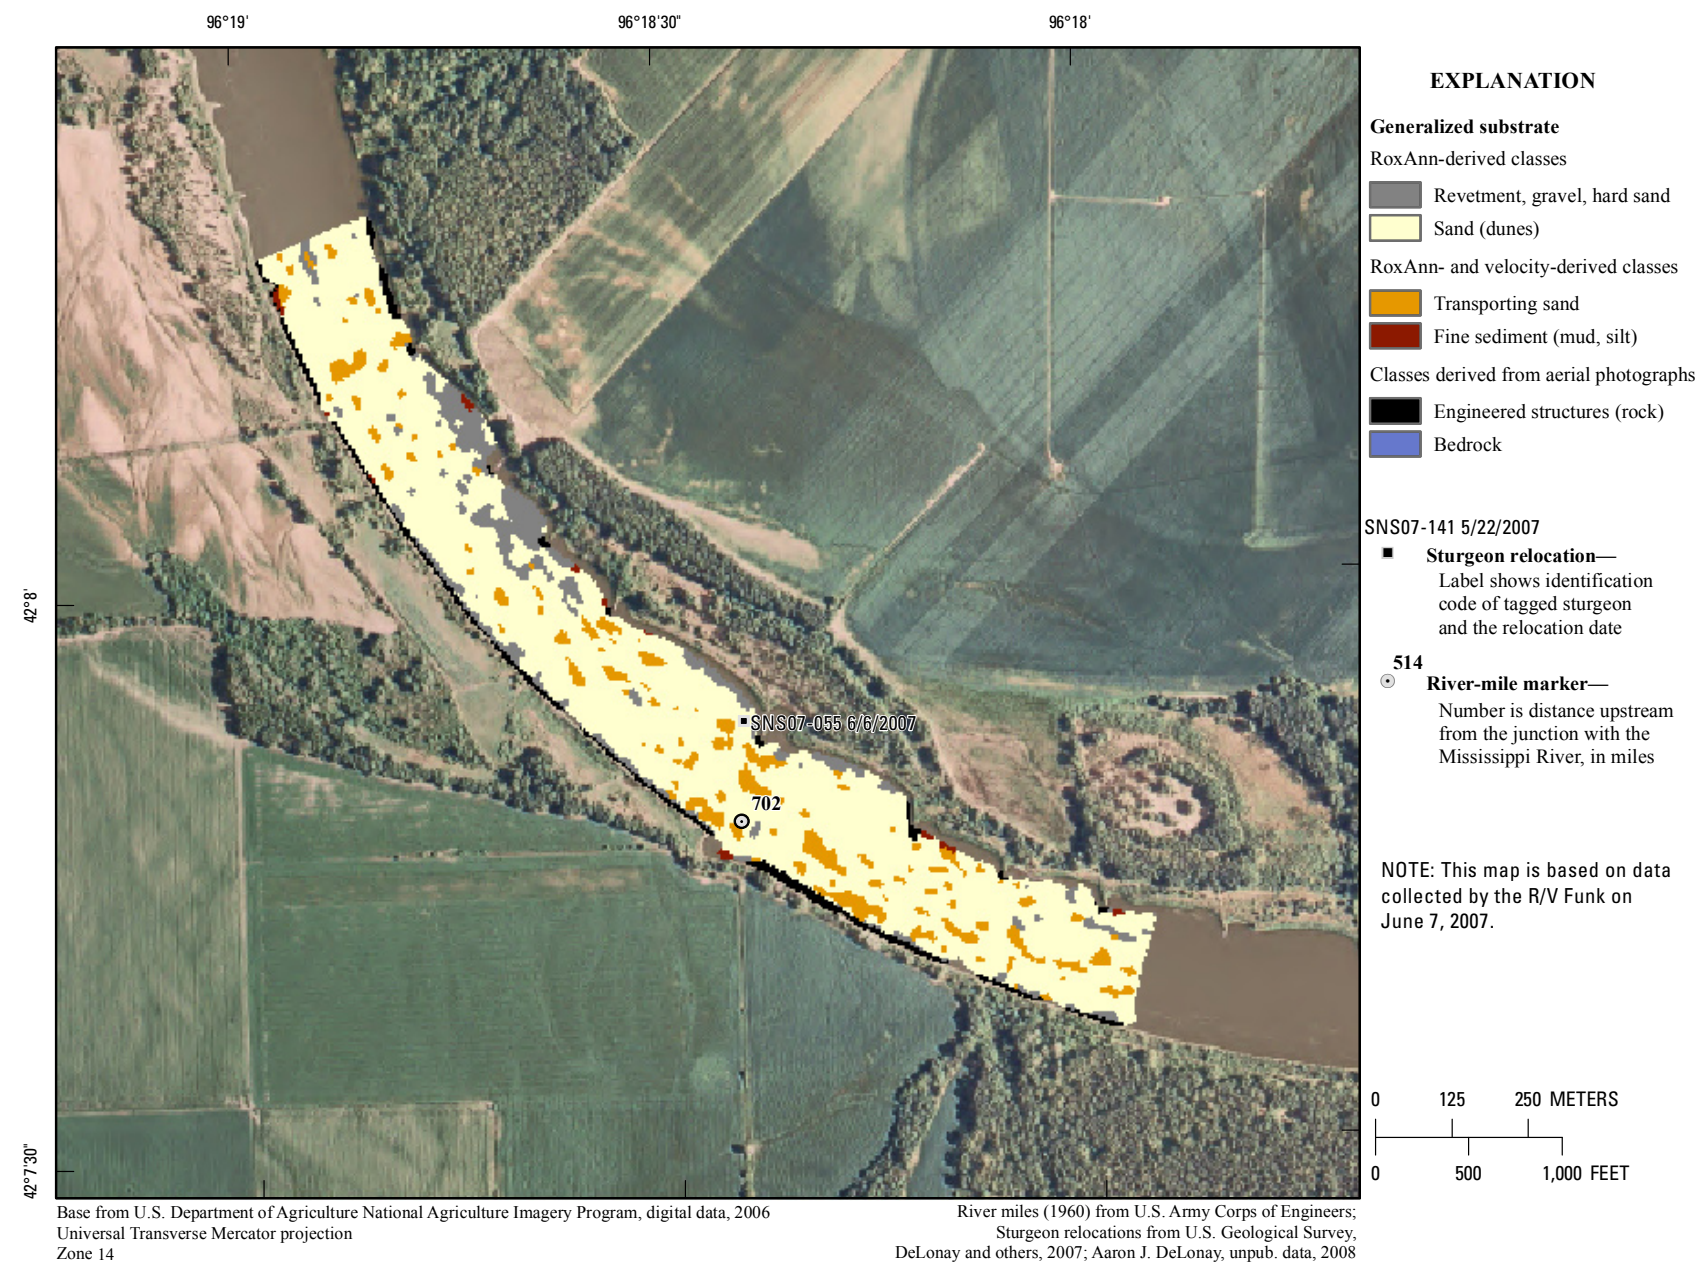 96°19'
96°18'30"
96°18'
42°8'
42°7'30"
SNS07-055 6/6/2007
702
EXPLANATION
Generalized substrate
RoxAnn-derived classes
Revetment, gravel, hard sand
Sand (dunes)
RoxAnn- and velocity-derived classes
Transporting sand
Fine sediment (mud, silt)
Classes derived from aerial photographs
Engineered structures (rock)
Bedrock
SNS07-141 5/22/2007
Sturgeon relocation—
Label shows identification
code of tagged sturgeon
and the relocation date
514
River-mile marker—
Number is distance upstream
from the junction with the
Mississippi River, in miles
NOTE: This map is based on data
collected by the R/V Funk on
June 7, 2007.
0 125 250 METERS
0 500 1,000 FEET
Base from U.S. Department of Agriculture National Agriculture Imagery Program, digital data, 2006
Universal Transverse Mercator projection
Zone 14
River miles (1960) from U.S. Army Corps of Engineers;
Sturgeon relocations from U.S. Geological Survey,
DeLonay and others, 2007; Aaron J. DeLonay, unpub. data, 2008